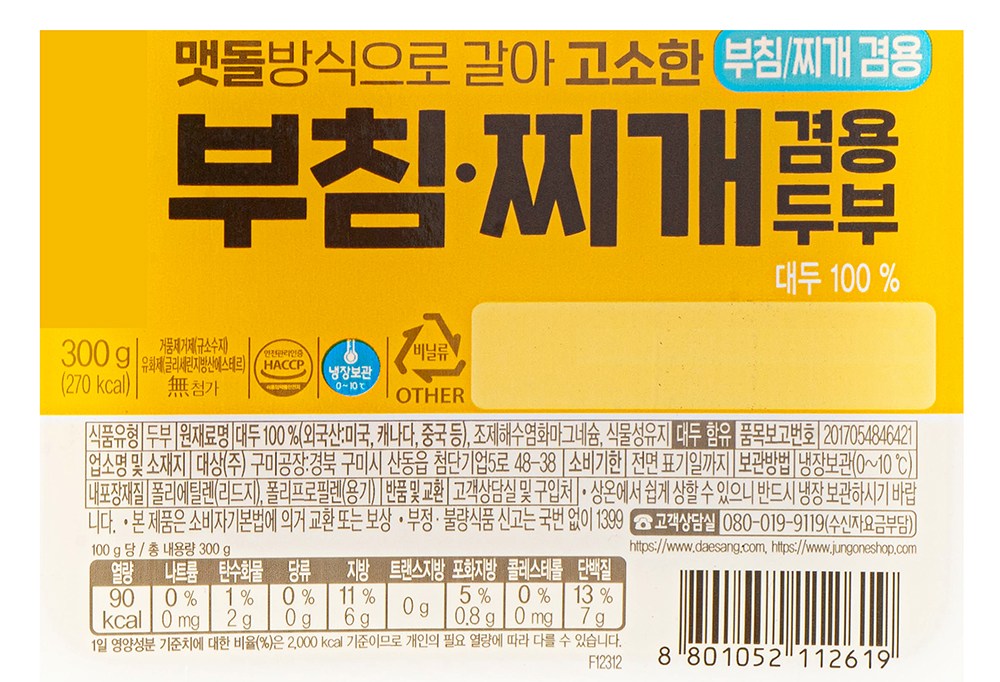 맷돌방식으로 갈아 고소한 부침/찌개 겸용
부침·찌개 겸용 두부
대두 100 %
300 g
(270 kcal)
거품제거제(규소수지)
유화제(글리세린지방산에스테르)
無첨가
안전관리인증
HACCP
냉장보관
0~10℃
비닐류
OTHER
식품유형 두부 원재료명 대두 100 %(외국산:미국, 캐나다, 중국 등), 조제해수염화마그네슘, 식물성유지 대두 함유 품목보고번호 2017054846421
업소명 및 소재지 대상(주) 구미공장:경북 구미시 산동읍 첨단기업5로 48-38 소비기한 전면 표기일까지 보관방법 냉장보관(0~10 ℃)
내포장재질 폴리에틸렌(리드지), 폴리프로필렌(용기) 반품 및 교환 고객상담실 및 구입처 • 상온에서 쉽게 상할 수 있으니 반드시 냉장 보관하시기 바랍
니다. • 본 제품은 소비자기본법에 의거 교환 또는 보상 • 부정·불량식품 신고는 국번 없이 1399 ☎고객상담실 080-019-9119(수신자요금부담)
https://www.daesang.com, https://www.jungoneshop.com
100 g 당 / 총 내용량 300 g
열량 나트륨 탄수화물 당류 지방 트랜스지방 포화지방 콜레스테롤 단백질
90 kcal 0 % 0 mg 1 % 2 g 0 % 0 g 11 % 6 g 0 g 5 % 0.8 g 0 % 0 mg 13 % 7 g
1일 영양성분 기준치에 대한 비율(%)은 2,000 kcal 기준이므로 개인의 필요 열량에 따라 다를 수 있습니다.
F12312
8 801052 112619